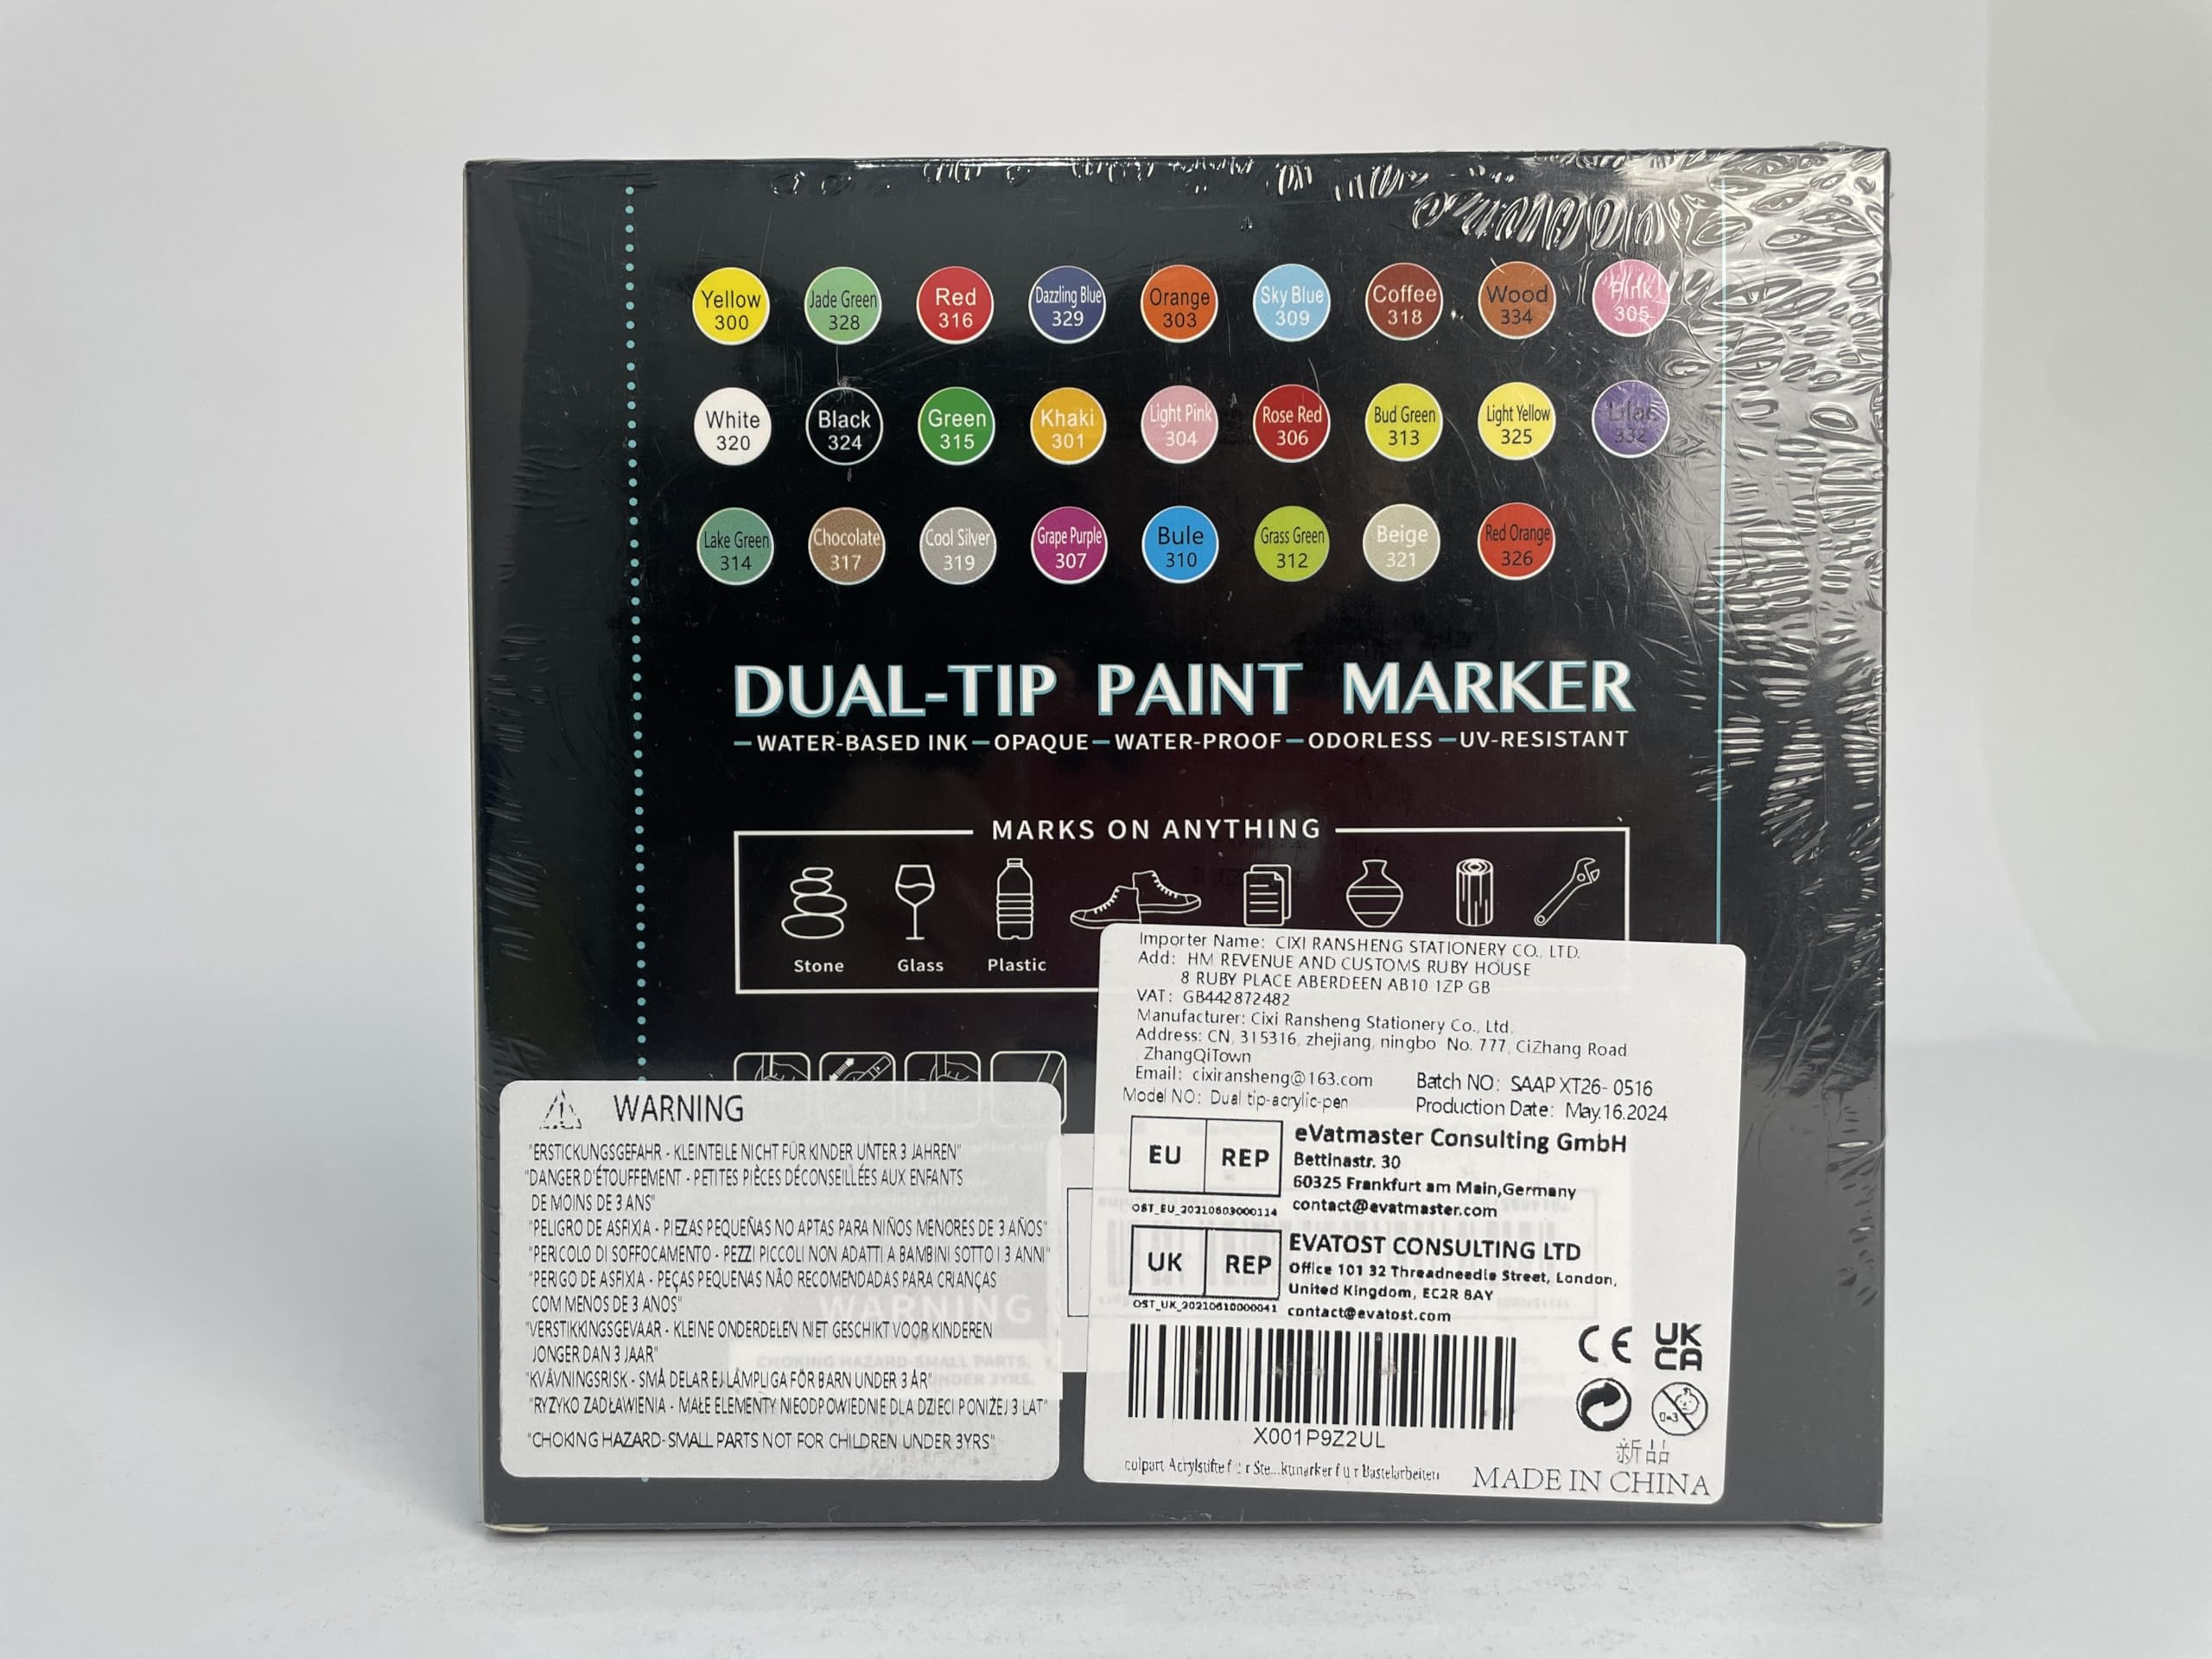 Yellow 300
Jade Green 328
Red 316
Dazzling Blue 329
Orange 303
Sky Blue 309
Coffee 318
Wood 334
Pink 305
White 320
Black 324
Green 315
Khaki 301
Light Pink 304
Rose Red 306
Bud Green 313
Light Yellow 325
Lilac 332
Lake Green 314
Chocolate 317
Cool Silver 319
Grape Purple 307
Bule 310
Grass Green 312
Beige 321
Red Orange 326
DUAL-TIP PAINT MARKER
WATER-BASED INK—OPAQUE—WATER-PROOF—ODORLESS—UV-RESISTANT
MARKS ON ANYTHING
Stone Glass Plastic
WARNING
"ERSTICKUNGSGEFAHR - KLEINTEILE NICHT FÜR KINDER UNTER 3 JAHREN"
"DANGER D'ÉTOUFFEMENT - PETITES PIÈCES DÉCONSEILLÉES AUX ENFANTS
DE MOINS DE 3 ANS"
"PELIGRO DE ASFIXIA - PIEZAS PEQUEÑAS NO APTAS PARA NIÑOS MENORES DE 3 AÑOS"
"PERICOLO DI SOFFOCAMENTO - PEZZI PICCOLI NON ADATTI A BAMBINI SOTTO I 3 ANNI"
"PERIGO DE ASFIXIA - PEÇAS PEQUENAS NÃO RECOMENDADAS PARA CRIANÇAS
COM MENOS DE 3 ANOS"
"VERSTIKKINGSGEVAAR - KLEINE ONDERDELEN NIET GESCHIKT VOOR KINDEREN
JONGER DAN 3 JAAR"
"KVÄVNINGSRISK - SMÅ DELAR EJ LÄMPLIGA FÖR BARN UNDER 3 ÅR"
"RYZYKO ZADŁAWIENIA - MAŁE ELEMENTY NIEODPOWIEDNIE DLA DZIECI PONIŻEJ 3 LAT"
"CHOKING HAZARD-SMALL PARTS NOT FOR CHILDREN UNDER 3YRS"
WARNING
CHOKING HAZARD-SMALL PARTS.
UNDER 3YRS.
Importer Name: CIXI RANSHENG STATIONERY CO., LTD.
Add: HM REVENUE AND CUSTOMS RUBY HOUSE
8 RUBY PLACE ABERDEEN AB10 1ZP GB
VAT: GB442872482
Manufacturer: Cixi Ransheng Stationery Co., Ltd.
Address: CN, 315316, zhejiang, ningbo No. 777, CiZhang Road
ZhangQiTown
Email: cixiransheng@163.com
Batch NO: SAAPXT26-0516
Model NO: Dual tip-acrylic-pen
Production Date: May.16.2024
EU REP
eVatmaster Consulting GmbH
Bettinastr. 30
60325 Frankfurt am Main,Germany
OST_EU_20210603000114
contact@evatmaster.com
UK REP
EVATOST CONSULTING LTD
Office 101 32 Threadneedle Street, London,
United Kingdom, EC2R 8AY
OST_UK_20210610000041
contact@evatost.com
CE
UK
CA
0-3
X001P9Z2UL
新品
Acrylstifte
Bastelarbeiten
MADE IN CHINA